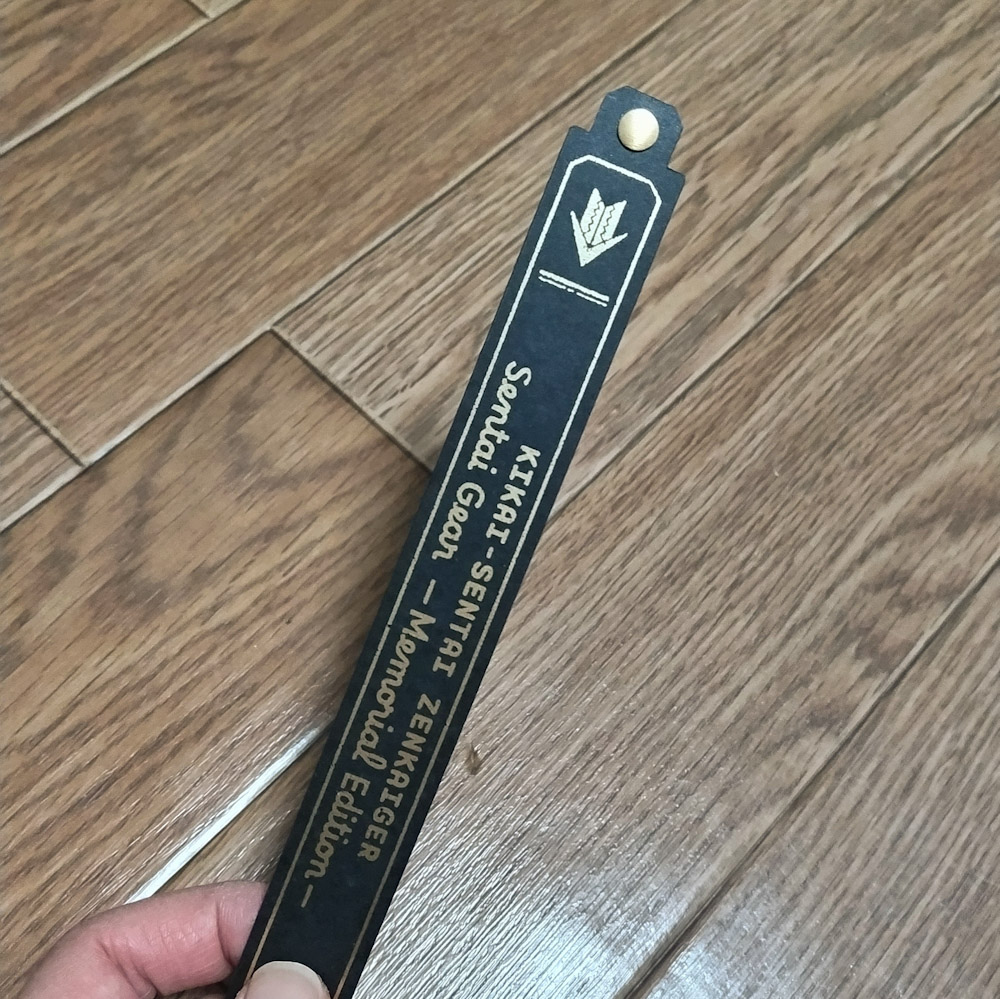 KIKAI-SENTAI ZENKAIGER
Sentai Gear —Memorial Edition—